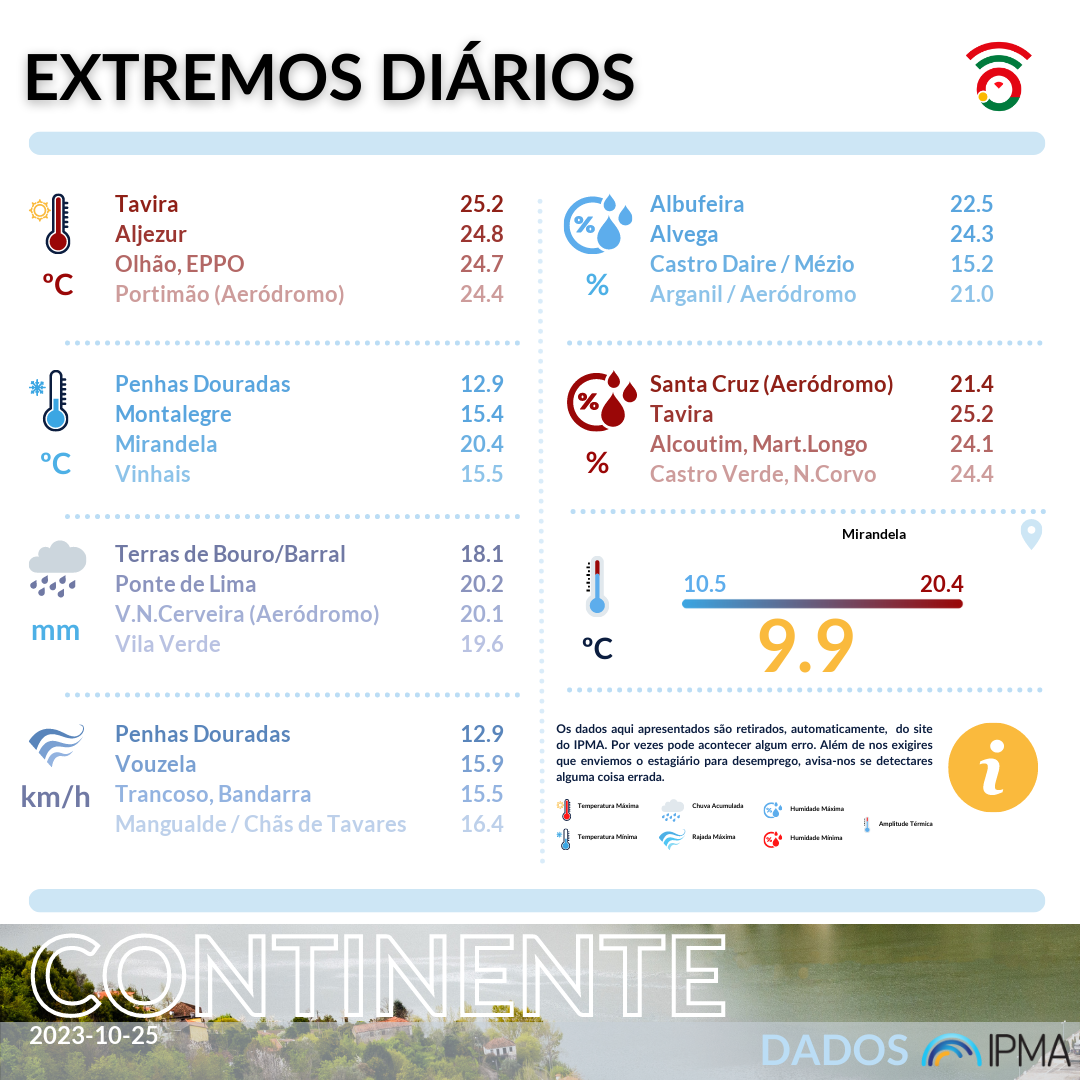 EXTREMOS DIÁRIOS
Tavira 25.2
Aljezur 24.8
Olhão, EPPO 24.7
Portimão (Aeródromo) 24.4
ºC
Penhas Douradas 12.9
Montalegre 15.4
Mirandela 20.4
Vinhais 15.5
ºC
Terras de Bouro/Barral 18.1
Ponte de Lima 20.2
V.N.Cerveira (Aeródromo) 20.1
Vila Verde 19.6
mm
Penhas Douradas 12.9
Vouzela 15.9
Trancoso, Bandarra 15.5
Mangualde / Chãs de Tavares 16.4
km/h
Albufeira 22.5
Alvega 24.3
Castro Daire / Mézio 15.2
Arganil / Aeródromo 21.0
%
%
Santa Cruz (Aeródromo) 21.4
Tavira 25.2
Alcoutim, Mart.Longo 24.1
Castro Verde, N.Corvo 24.4
%
%
Mirandela
10.5 20.4
9.9
ºC
Os dados aqui apresentados são retirados, automaticamente, do site
do IPMA. Por vezes pode acontecer algum erro. Além de nos exigires
que enviemos o estagiário para desemprego, avisa-nos se detectares
alguma coisa errada.
i
Temperatura Máxima Chuva Acumulada Humidade Máxima
Amplitude Térmica
Temperatura Mínima Rajada Máxima Humidade Mínima
CONTINENTE
2023-10-25
DADOS IPMA